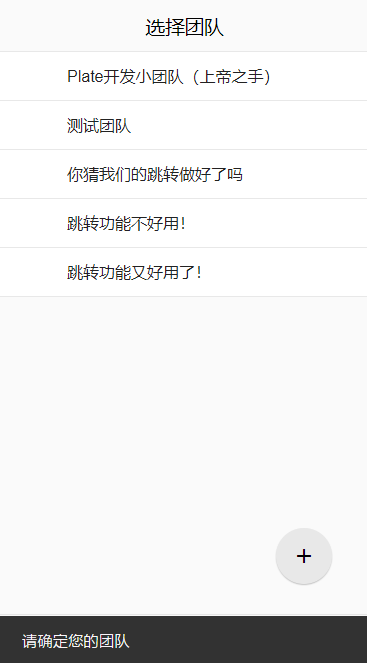 选择团队
Plate开发小团队（上帝之手）
测试团队
你猜我们的跳转做好了吗
跳转功能不好用！
跳转功能又好用了！
+
请确定您的团队